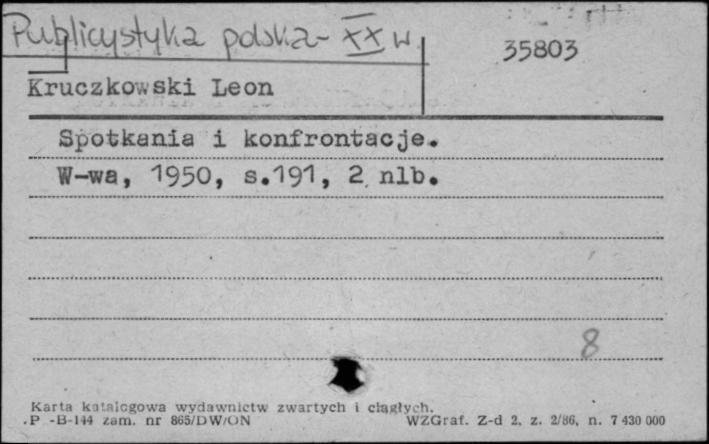 Publicystyka polska - XX w.
35803
Kruczkowski Leon
Spotkania i konfrontacje.
W-wa, 1950, s.191, 2 nlb.
8
Karta katalogowa wydawnictw zwartych i ciągłych.
P-B-144 zam. nr 865/DW/ON WZGraf. Z-d 2, z. 2/86, n. 7 430 000